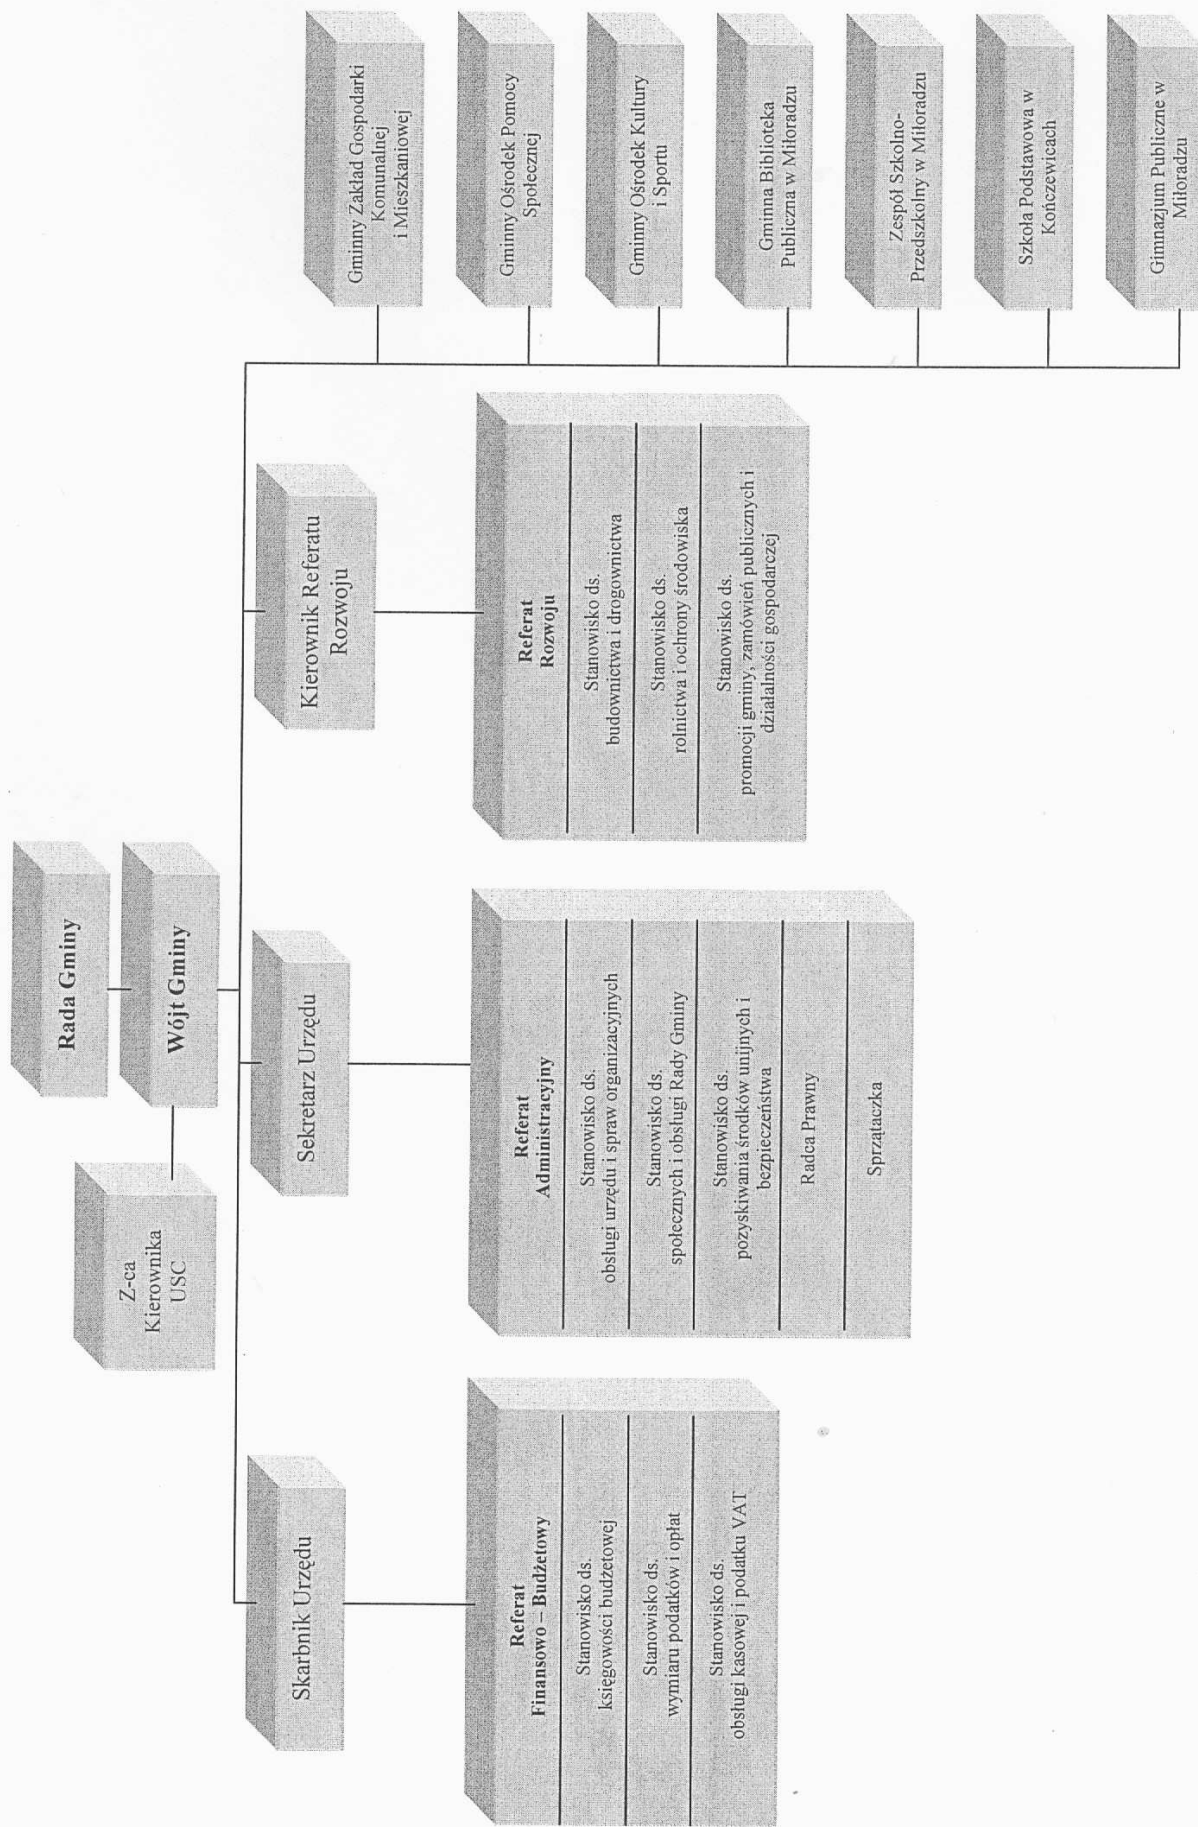 Rada Gminy
Wójt Gminy
Z-ca
Kierownika
USC
Skarbnik Urzędu
Sekretarz Urzędu
Kierownik Referatu
Rozwoju
Referat
Finansowo – Budżetowy
Stanowisko ds.
księgowości budżetowej
Stanowisko ds.
wymiaru podatków i opłat
Stanowisko ds.
obsługi kasowej i podatku VAT
Referat
Administracyjny
Stanowisko ds.
obsługi urzędu i spraw organizacyjnych
Stanowisko ds.
społecznych i obsługi Rady Gminy
Stanowisko ds.
pozyskiwania środków unijnych i
bezpieczeństwa
Radca Prawny
Sprzątaczka
Referat
Rozwoju
Stanowisko ds.
budownictwa i drogownictwa
Stanowisko ds.
rolnictwa i ochrony środowiska
Stanowisko ds.
promocji gminy, zamówień publicznych i
działalności gospodarczej
Gminny Zakład Gospodarki
Komunalnej
i Mieszkaniowej
Gminny Ośrodek Pomocy
Społecznej
Gminny Ośrodek Kultury
i Sportu
Gminna Biblioteka
Publiczna w Miłoradzu
Zespół Szkolno-
Przedszkolny w Miłoradzu
Szkoła Podstawowa w
Kończewicach
Gimnazjum Publiczne w
Miłoradzu